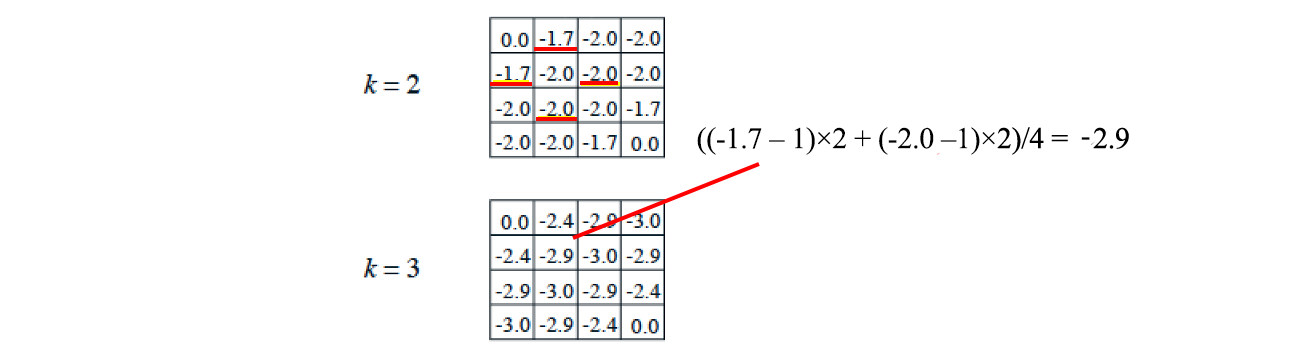 0.0 -1.7 -2.0 -2.0
-1.7 -2.0 -2.0 -2.0
k = 2
-2.0 -2.0 -2.0 -1.7
-2.0 -2.0 -1.7 0.0
((-1.7 – 1)×2 + (-2.0 –1)×2)/4 = -2.9
0.0 -2.4 -2.9 -3.0
-2.4 -2.9 -3.0 -2.9
k = 3
-2.9 -3.0 -2.9 -2.4
-3.0 -2.9 -2.4 0.0